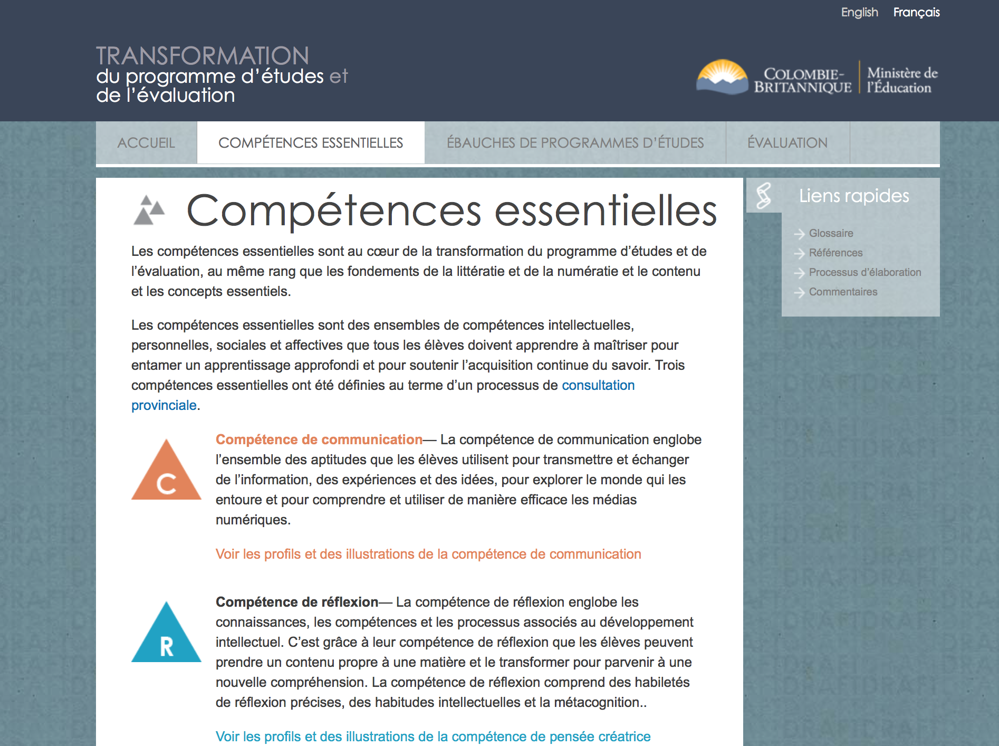 English Français
TRANSFORMATION
du programme d’études et
de l’évaluation
COLOMBIE-
BRITANNIQUE
Ministère de
l’Éducation
ACCUEIL COMPÉTENCES ESSENTIELLES ÉBAUCHES DE PROGRAMMES D’ÉTUDES ÉVALUATION
Compétences essentielles
Les compétences essentielles sont au cœur de la transformation du programme d’études et de
l’évaluation, au même rang que les fondements de la littératie et de la numératie et le contenu
et les concepts essentiels.
Les compétences essentielles sont des ensembles de compétences intellectuelles,
personnelles, sociales et affectives que tous les élèves doivent apprendre à maîtriser pour
entamer un apprentissage approfondi et pour soutenir l’acquisition continue du savoir. Trois
compétences essentielles ont été définies au terme d’un processus de consultation
provinciale.
C
Compétence de communication— La compétence de communication englobe
l’ensemble des aptitudes que les élèves utilisent pour transmettre et échanger
de l’information, des expériences et des idées, pour explorer le monde qui les
entoure et pour comprendre et utiliser de manière efficace les médias
numériques.
Voir les profils et des illustrations de la compétence de communication
R
Compétence de réflexion— La compétence de réflexion englobe les
connaissances, les compétences et les processus associés au développement
intellectuel. C’est grâce à leur compétence de réflexion que les élèves peuvent
prendre un contenu propre à une matière et le transformer pour parvenir à une
nouvelle compréhension. La compétence de réflexion comprend des habiletés
de réflexion précises, des habitudes intellectuelles et la métacognition..
Voir les profils et des illustrations de la compétence de pensée créatrice
Liens rapides
Glossaire
Références
Processus d’élaboration
Commentaires